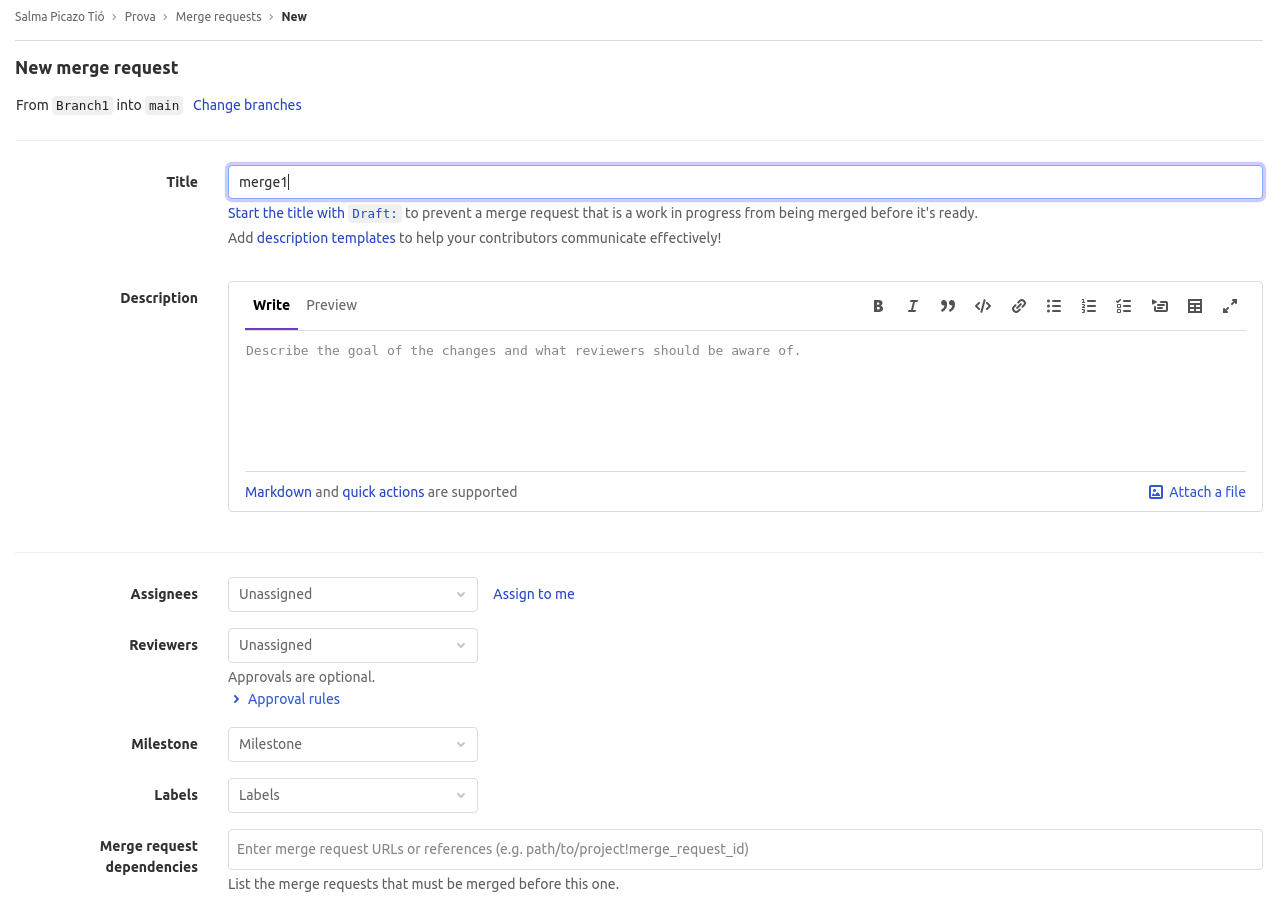 Salma Picazo Tió › Prova › Merge requests › New
New merge request
From Branch1 into main Change branches
Title
merge1
Start the title with Draft: to prevent a merge request that is a work in progress from being merged before it's ready.
Add description templates to help your contributors communicate effectively!
Description
Write Preview
Describe the goal of the changes and what reviewers should be aware of.
Markdown and quick actions are supported
Attach a file
Assignees
Unassigned
Assign to me
Reviewers
Unassigned
Approvals are optional.
Approval rules
Milestone
Milestone
Labels
Labels
Merge request
dependencies
Enter merge request URLs or references (e.g. path/to/project!merge_request_id)
List the merge requests that must be merged before this one.